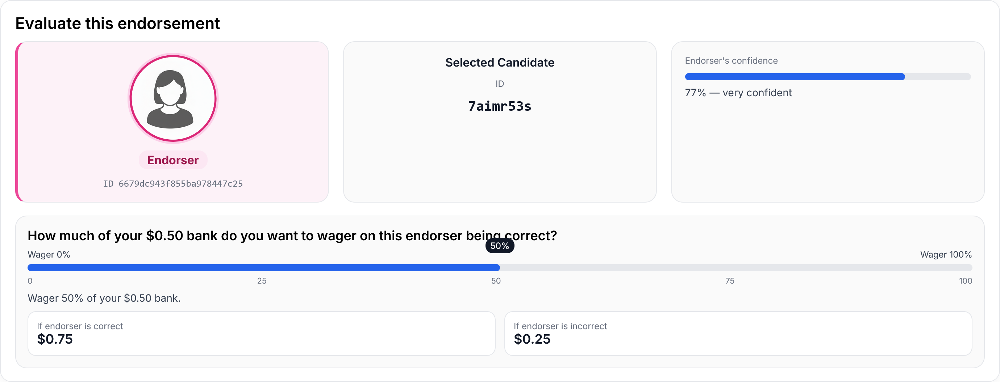 Evaluate this endorsement
Endorser
ID 6679dc943f855ba978447c25
Selected Candidate
ID
7aimr53s
Endorser's confidence
77% — very confident
How much of your $0.50 bank do you want to wager on this endorser being correct?
50%
Wager 0%
Wager 100%
0 25 50 75 100
Wager 50% of your $0.50 bank.
If endorser is correct
$0.75
If endorser is incorrect
$0.25